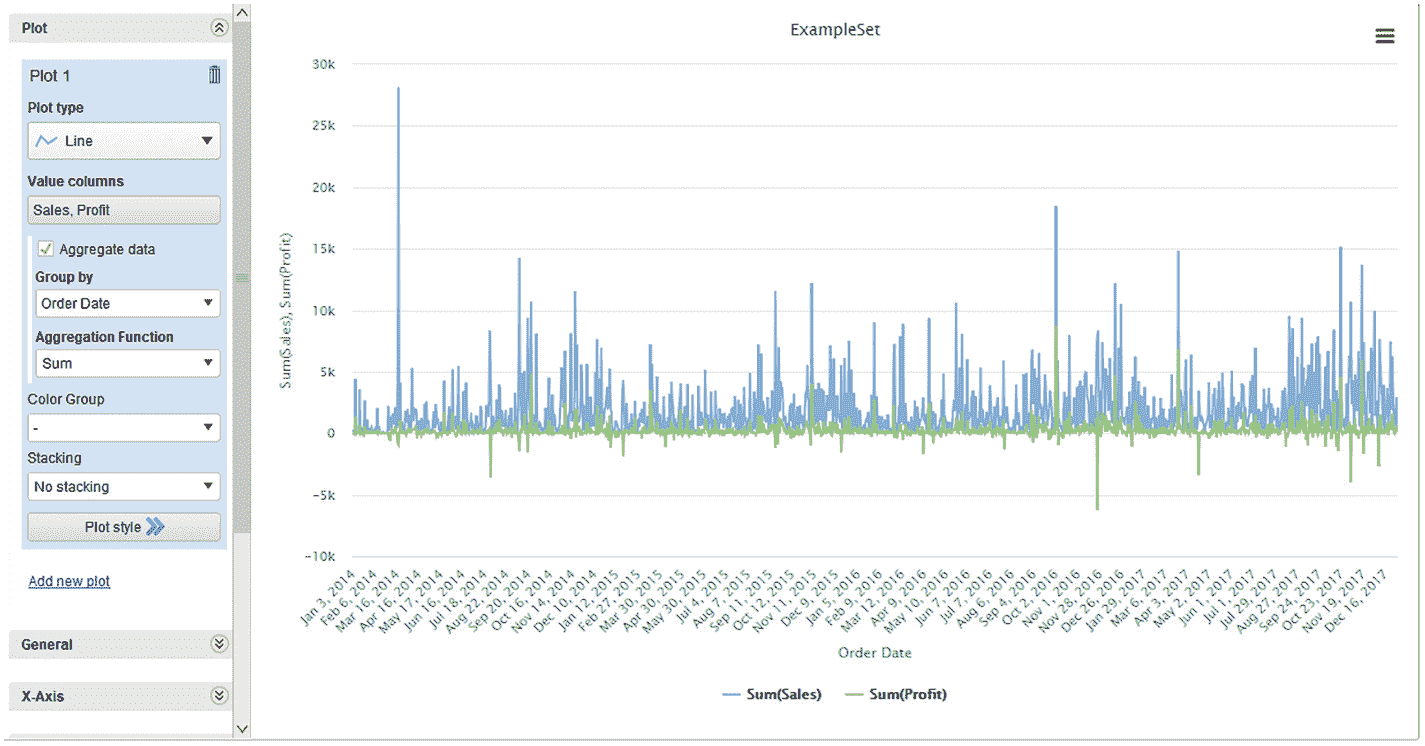 Plot
Plot 1
Plot type
Line
Value columns
Sales, Profit
Aggregate data
Group by
Order Date
Aggregation Function
Sum
Color Group
-
Stacking
No stacking
Plot style
Add new plot
General
X-Axis
ExampleSet
Sum(Sales), Sum(Profit)
30k
25k
20k
15k
10k
5k
0
-5k
-10k
Jan 3, 2014
Feb 6, 2014
Mar 16, 2014
Apr 16, 2014
May 17, 2014
Jun 16, 2014
Jul 18, 2014
Aug 22, 2014
Sep 20, 2014
Oct 16, 2014
Nov 14, 2014
Dec 10, 2014
Jan 12, 2015
Feb 27, 2015
Mar 30, 2015
Apr 30, 2015
May 30, 2015
Jul 4, 2015
Aug 7, 2015
Sep 11, 2015
Oct 12, 2015
Nov 11, 2015
Dec 9, 2015
Jan 5, 2016
Feb 9, 2016
Mar 12, 2016
Apr 9, 2016
May 10, 2016
Jun 7, 2016
Jul 7, 2016
Aug 6, 2016
Sep 4, 2016
Oct 2, 2016
Nov 2, 2016
Nov 28, 2016
Dec 26, 2016
Jan 29, 2017
Mar 6, 2017
Apr 3, 2017
May 2, 2017
Jun 1, 2017
Jul 1, 2017
Jul 29, 2017
Aug 27, 2017
Sep 24, 2017
Oct 23, 2017
Nov 19, 2017
Dec 16, 2017
Order Date
Sum(Sales)
Sum(Profit)